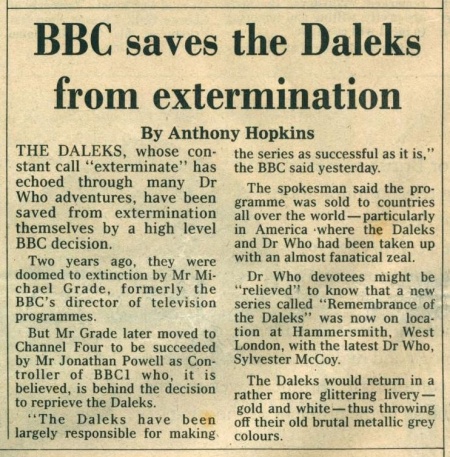 BBC saves the Daleks
from extermination
By Anthony Hopkins
THE DALEKS, whose con-
stant call "exterminate" has
echoed through many Dr
Who adventures, have been
saved from extermination
themselves by a high level
BBC decision.
Two years ago, they were
doomed to extinction by Mr Mi-
chael Grade, formerly the
BBC's director of television
programmes.
But Mr Grade later moved to
Channel Four to be succeeded
by Mr Jonathan Powell as Con-
troller of BBC1 who, it is
believed, is behind the decision
to reprieve the Daleks.
"The Daleks have been
largely responsible for making
the series as successful as it is,"
the BBC said yesterday.
The spokesman said the pro-
gramme was sold to countries
all over the world—particularly
in America where the Daleks
and Dr Who had been taken up
with an almost fanatical zeal.
Dr Who devotees might be
"relieved" to know that a new
series called "Remembrance of
the Daleks" was now on loca-
tion at Hammersmith, West
London, with the latest Dr Who,
Sylvester McCoy.
The Daleks would return in a
rather more glittering livery—
gold and white—thus throwing
off their old brutal metallic grey
colours.